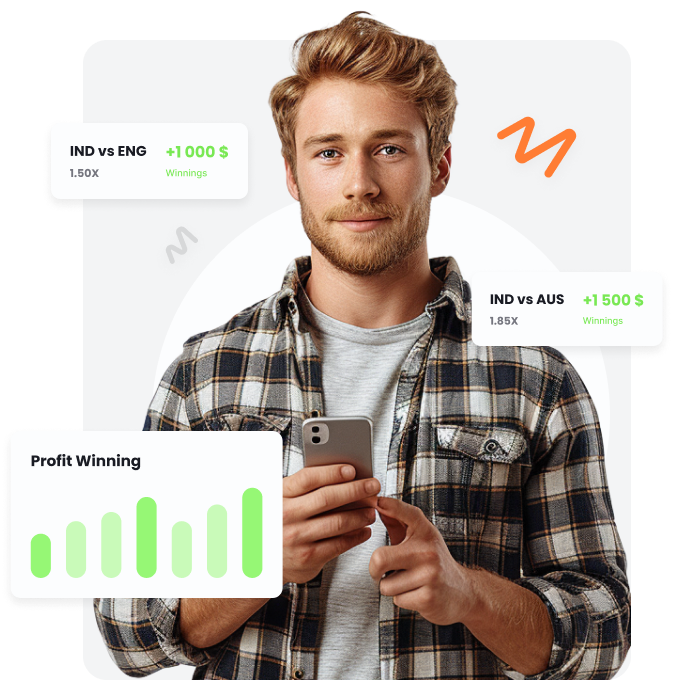 IND vs ENG +1 000 $
1.50X Winnings
IND vs AUS +1 500 $
1.85X Winnings
Profit Winning